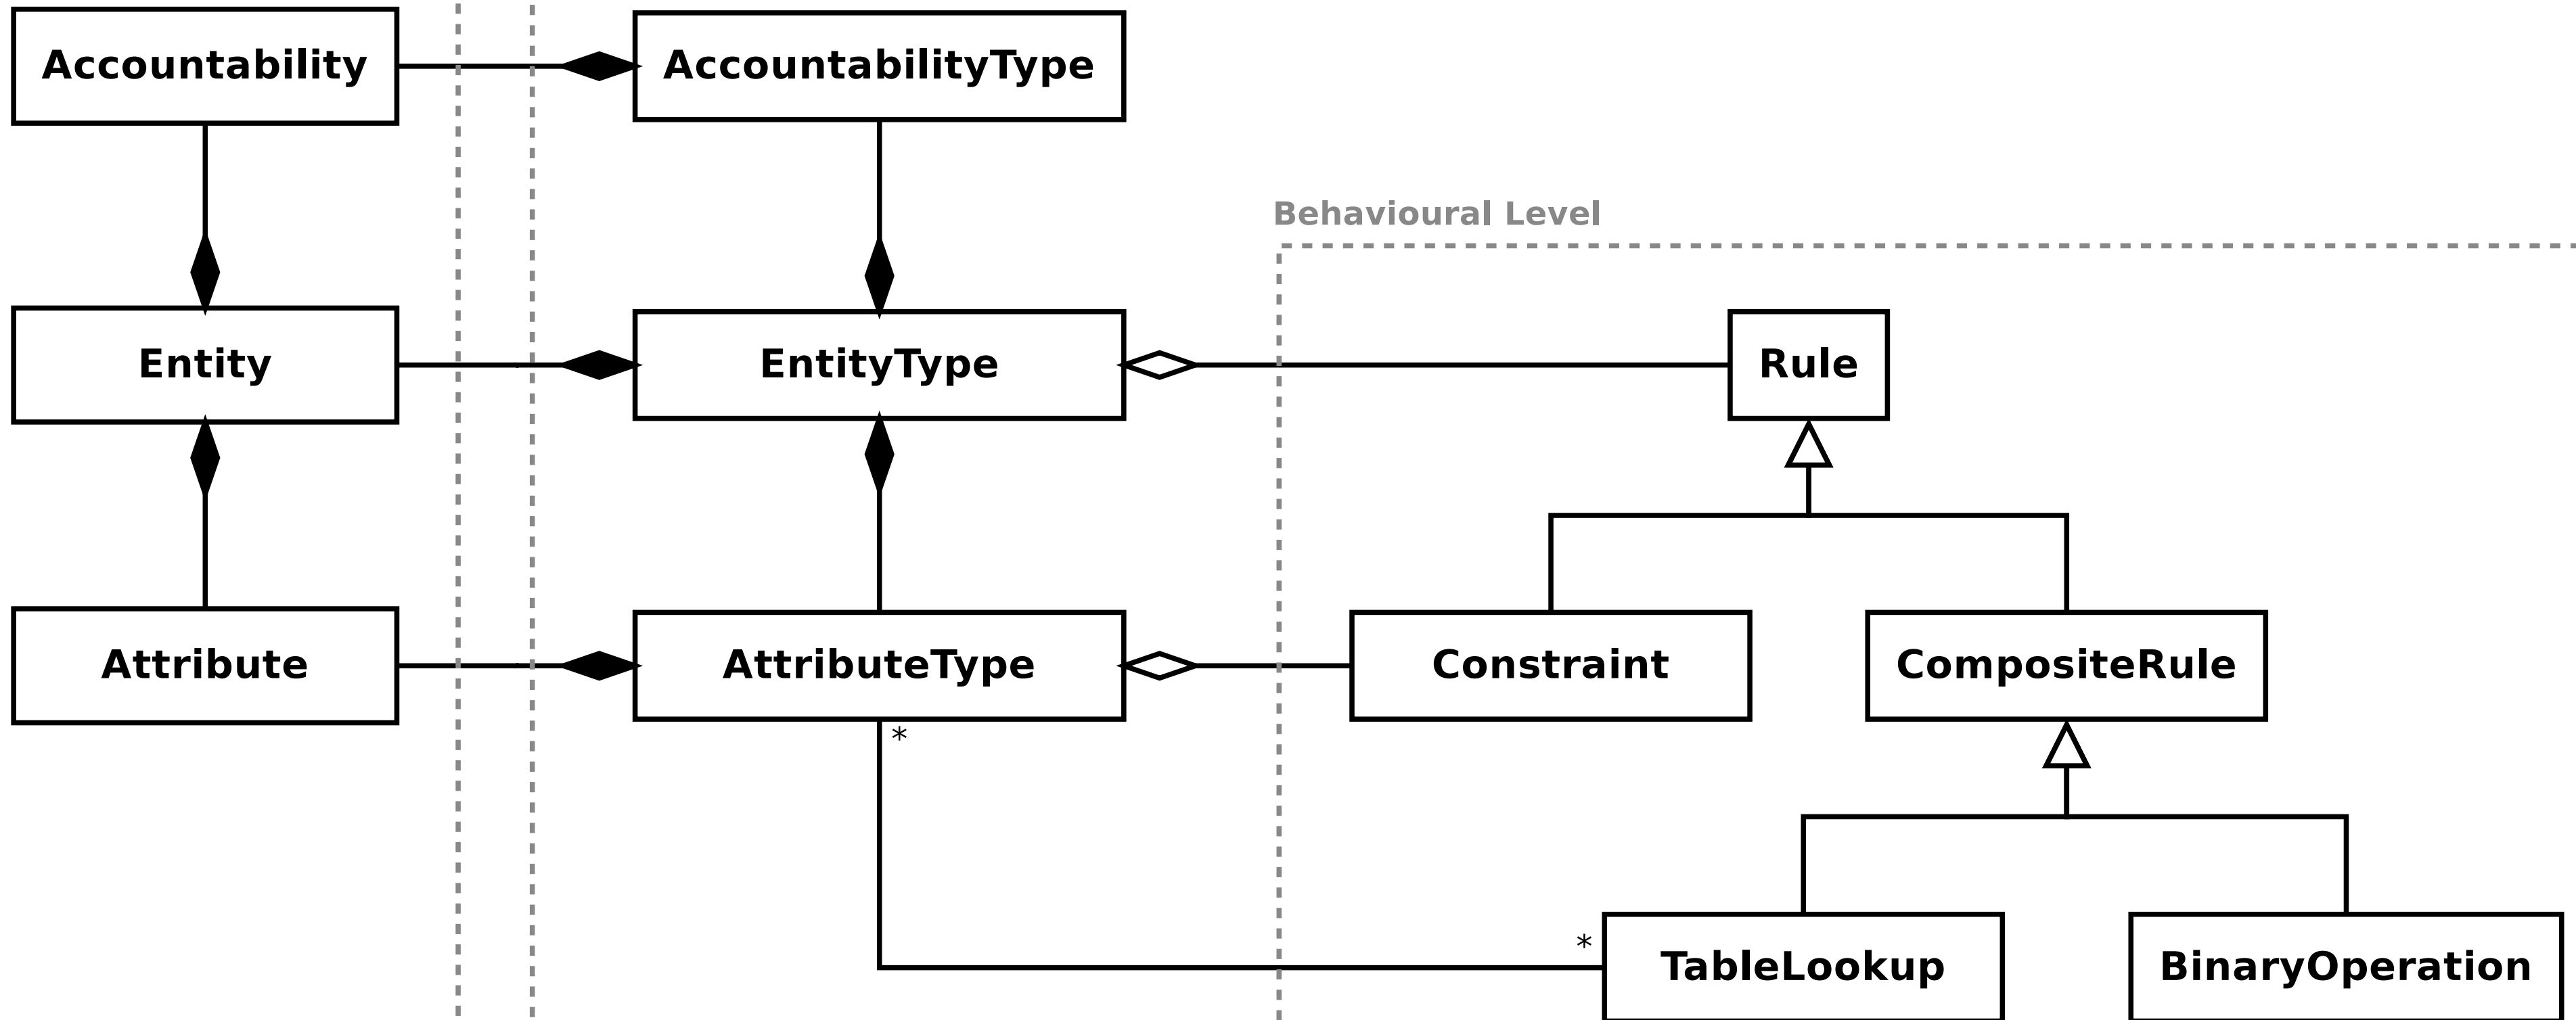 Accountability
AccountabilityType
Behavioural Level
Entity
EntityType
Rule
Attribute
AttributeType
Constraint
CompositeRule
*
*
TableLookup
BinaryOperation